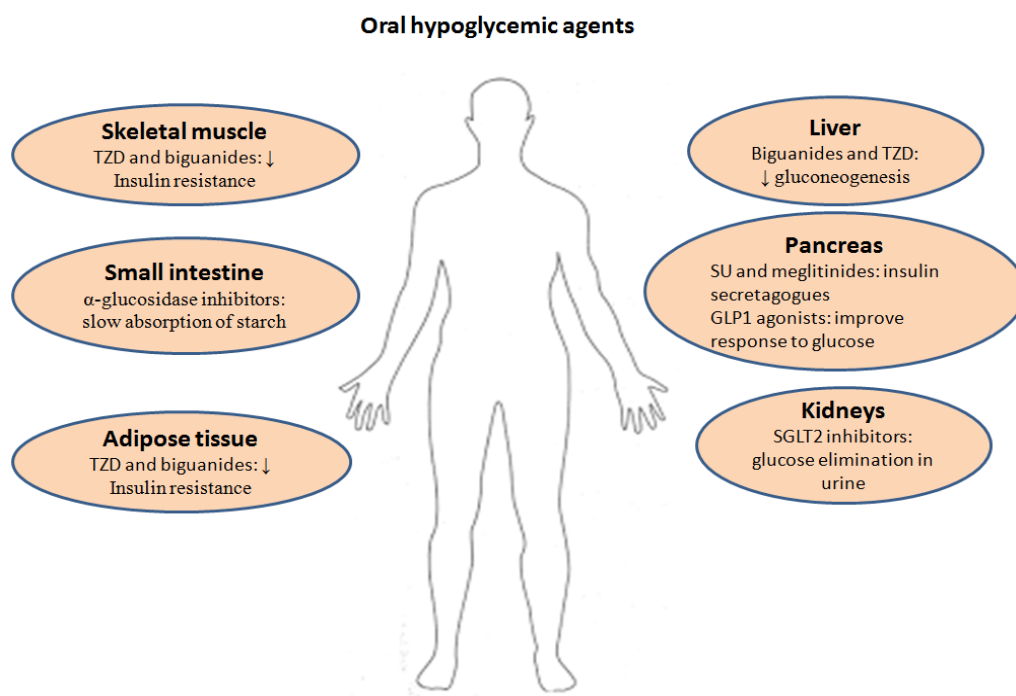 Oral hypoglycemic agents
Skeletal muscle
TZD and biguanides: ↓
Insulin resistance
Small intestine
α-glucosidase inhibitors:
slow absorption of starch
Adipose tissue
TZD and biguanides: ↓
Insulin resistance
Liver
Biguanides and TZD:
↓ gluconeogenesis
Pancreas
SU and meglitinides: insulin
secretagogues
GLP1 agonists: improve
response to glucose
Kidneys
SGLT2 inhibitors:
glucose elimination in
urine